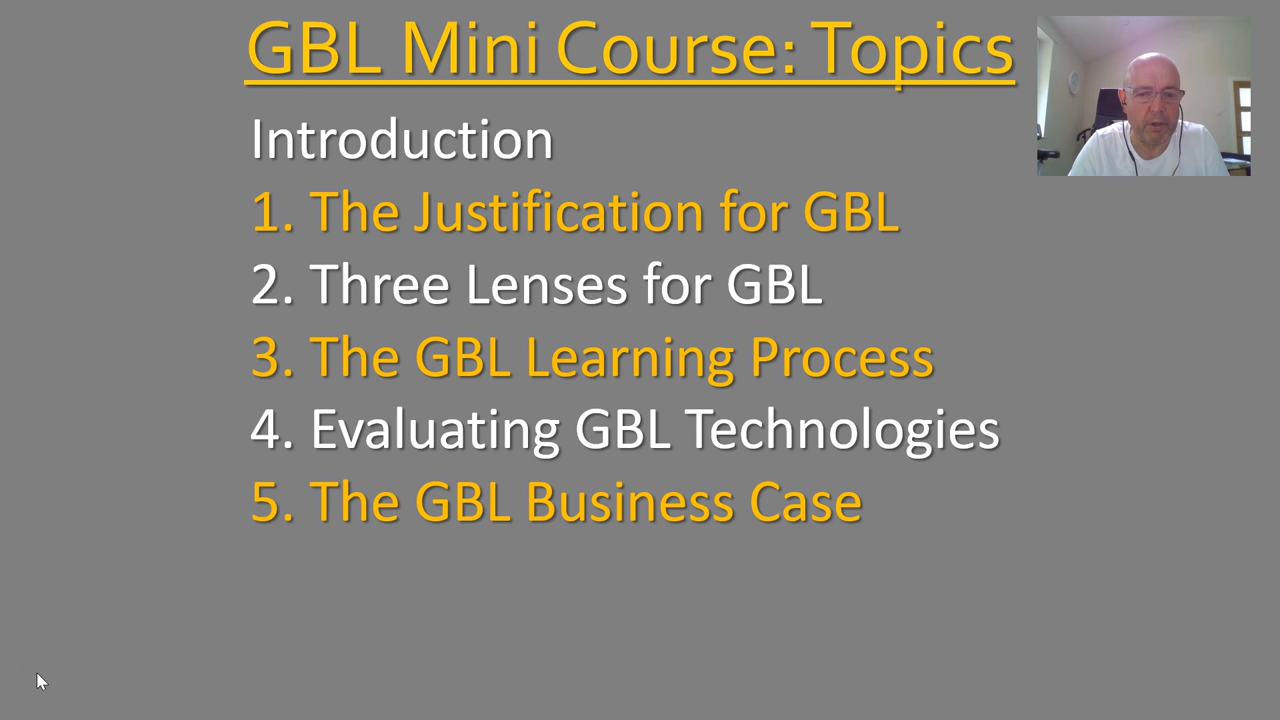 GBL Mini Course: Topics
Introduction
1. The Justification for GBL
2. Three Lenses for GBL
3. The GBL Learning Process
4. Evaluating GBL Technologies
5. The GBL Business Case